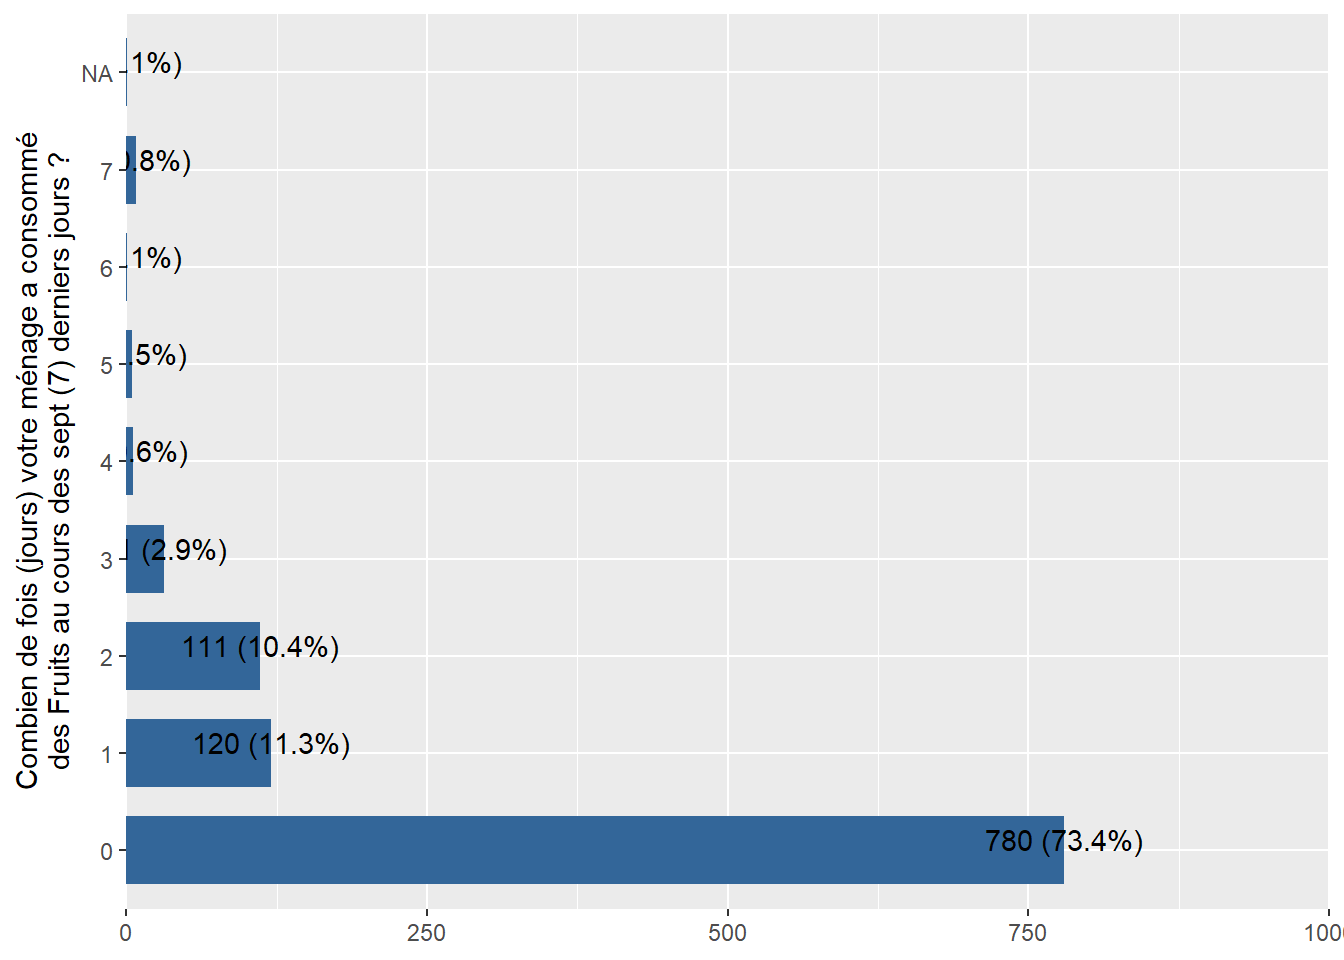 Combien de fois (jours) votre ménage a consommé
des Fruits au cours des sept (7) derniers jours ?
NA 1%)
7 .8%)
6 1%)
5 .5%)
4 .6%)
3 (2.9%)
2 111 (10.4%)
1 120 (11.3%)
0 780 (73.4%)
0 250 500 750